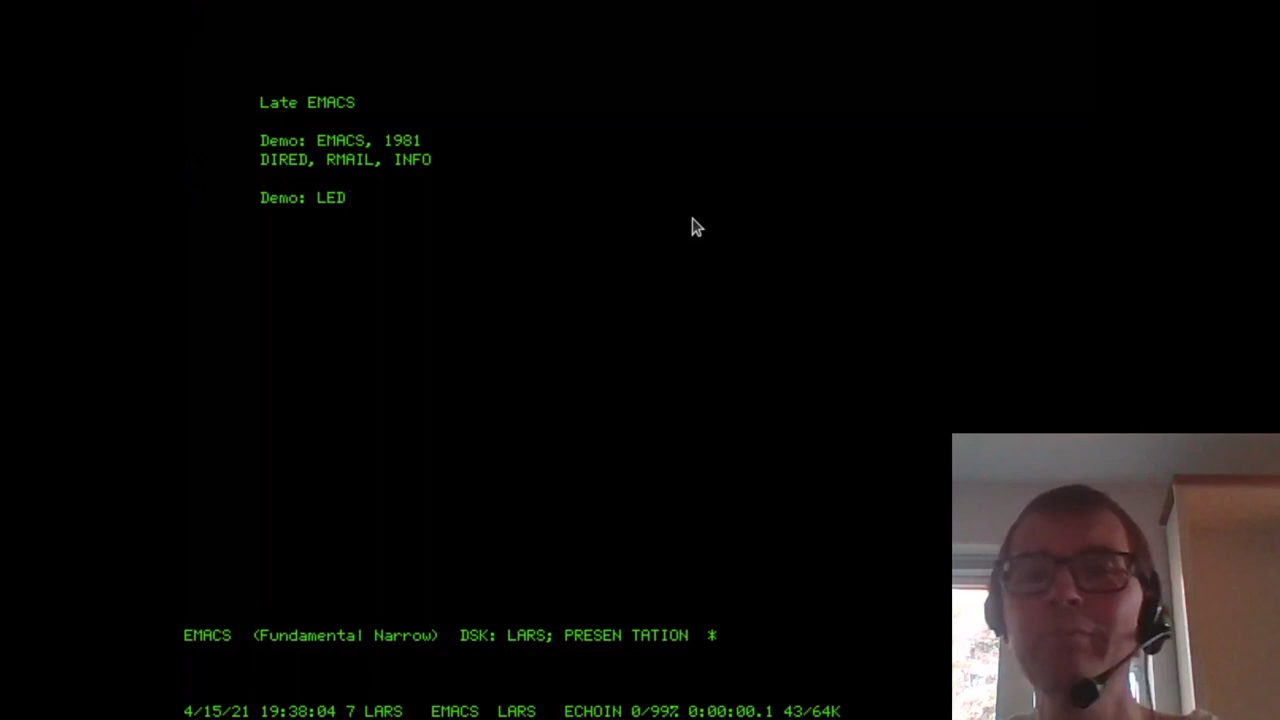 Late EMACS
Demo: EMACS, 1981
DIRED, RMAIL, INFO
Demo: LED
EMACS (Fundamental Narrow) DSK: LARS; PRESEN TATION *
4/15/21 19:38:04 7 LARS EMACS LARS ECHOIN 0/99% 0:00:00.1 43/64K